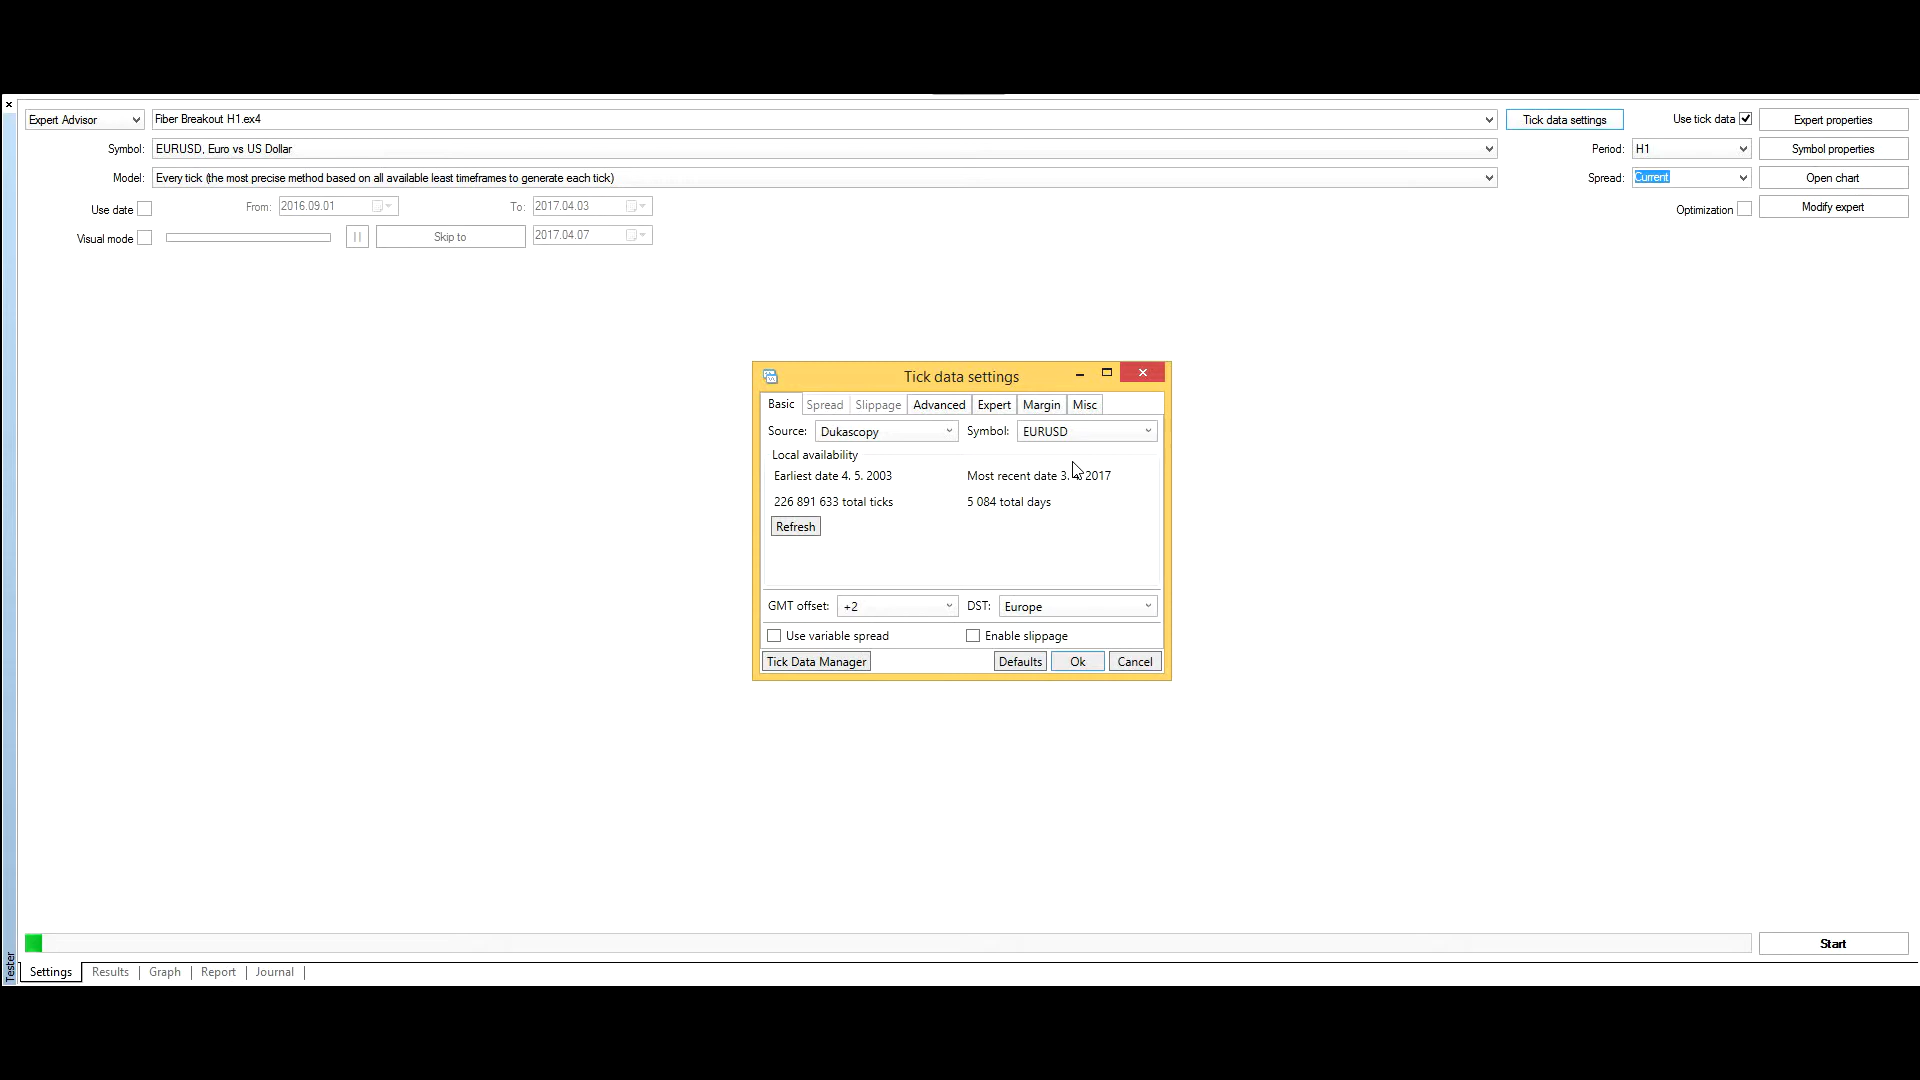 Expert Advisor Fiber Breakout H1.ex4 Tick data settings Use tick data Expert properties
Symbol: EURUSD, Euro vs US Dollar Period: H1 Symbol properties
Model: Every tick (the most precise method based on all available least timeframes to generate each tick) Spread: Current Open chart
Use date From: 2016.09.01 To: 2017.04.03 Optimization Modify expert
Visual mode Skip to 2017.04.07
Tick data settings
Basic Spread Slippage Advanced Expert Margin Misc
Source: Dukascopy Symbol: EURUSD
Local availability
Earliest date 4. 5. 2003 Most recent date 3. 2017
226 891 633 total ticks 5 084 total days
Refresh
GMT offset: +2 DST: Europe
Use variable spread Enable slippage
Tick Data Manager Defaults Ok Cancel
Start
Tester
Settings Results Graph Report Journal